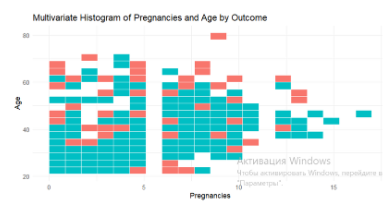 Multivariate Histogram of Pregnancies and Age by Outcome
80
60
Age
40
20
0
5
10
15
Pregnancies
Активация Windows
Чтобы активировать Windows, перейдите в
"Параметры".